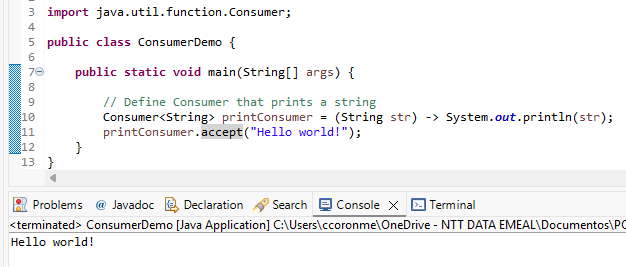 3 import java.util.function.Consumer;
4
5 public class ConsumerDemo {
6
7 public static void main(String[] args) {
8
9 // Define Consumer that prints a string
10 Consumer<String> printConsumer = (String str) -> System.out.println(str);
11 printConsumer.accept("Hello world!");
12 }
13 }
Problems @ Javadoc Declaration Search Console Terminal
<terminated> ConsumerDemo [Java Application] C:\Users\ccoronme\OneDrive - NTT DATA EMEAL\Documentos\PC
Hello world!